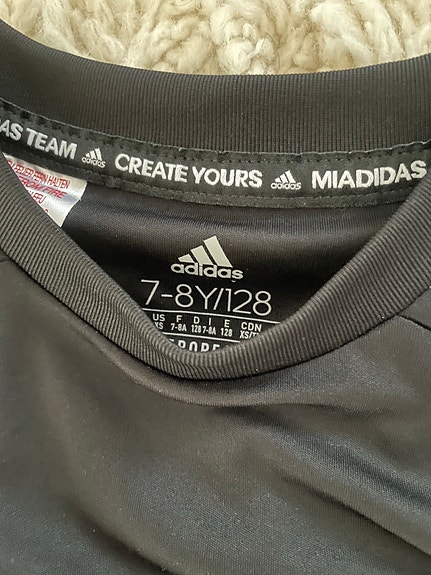 AS TEAM adidas CREATE YOURS adidas MIADIDAS
adidas
7-8Y/128
US F D I E CDN
XS 7-8A 128 7-8A 128